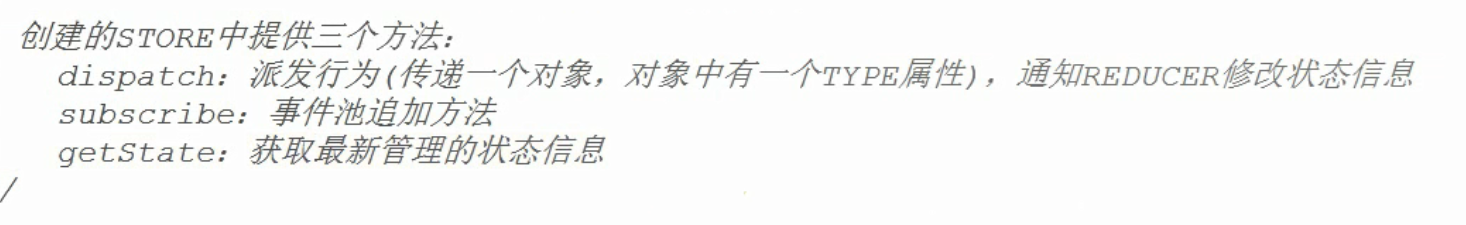 创建的STORE中提供三个方法：
dispatch：派发行为(传递一个对象，对象中有一个TYPE属性)，通知REDUCER修改状态信息
subscribe：事件池追加方法
getState：获取最新管理的状态信息
/